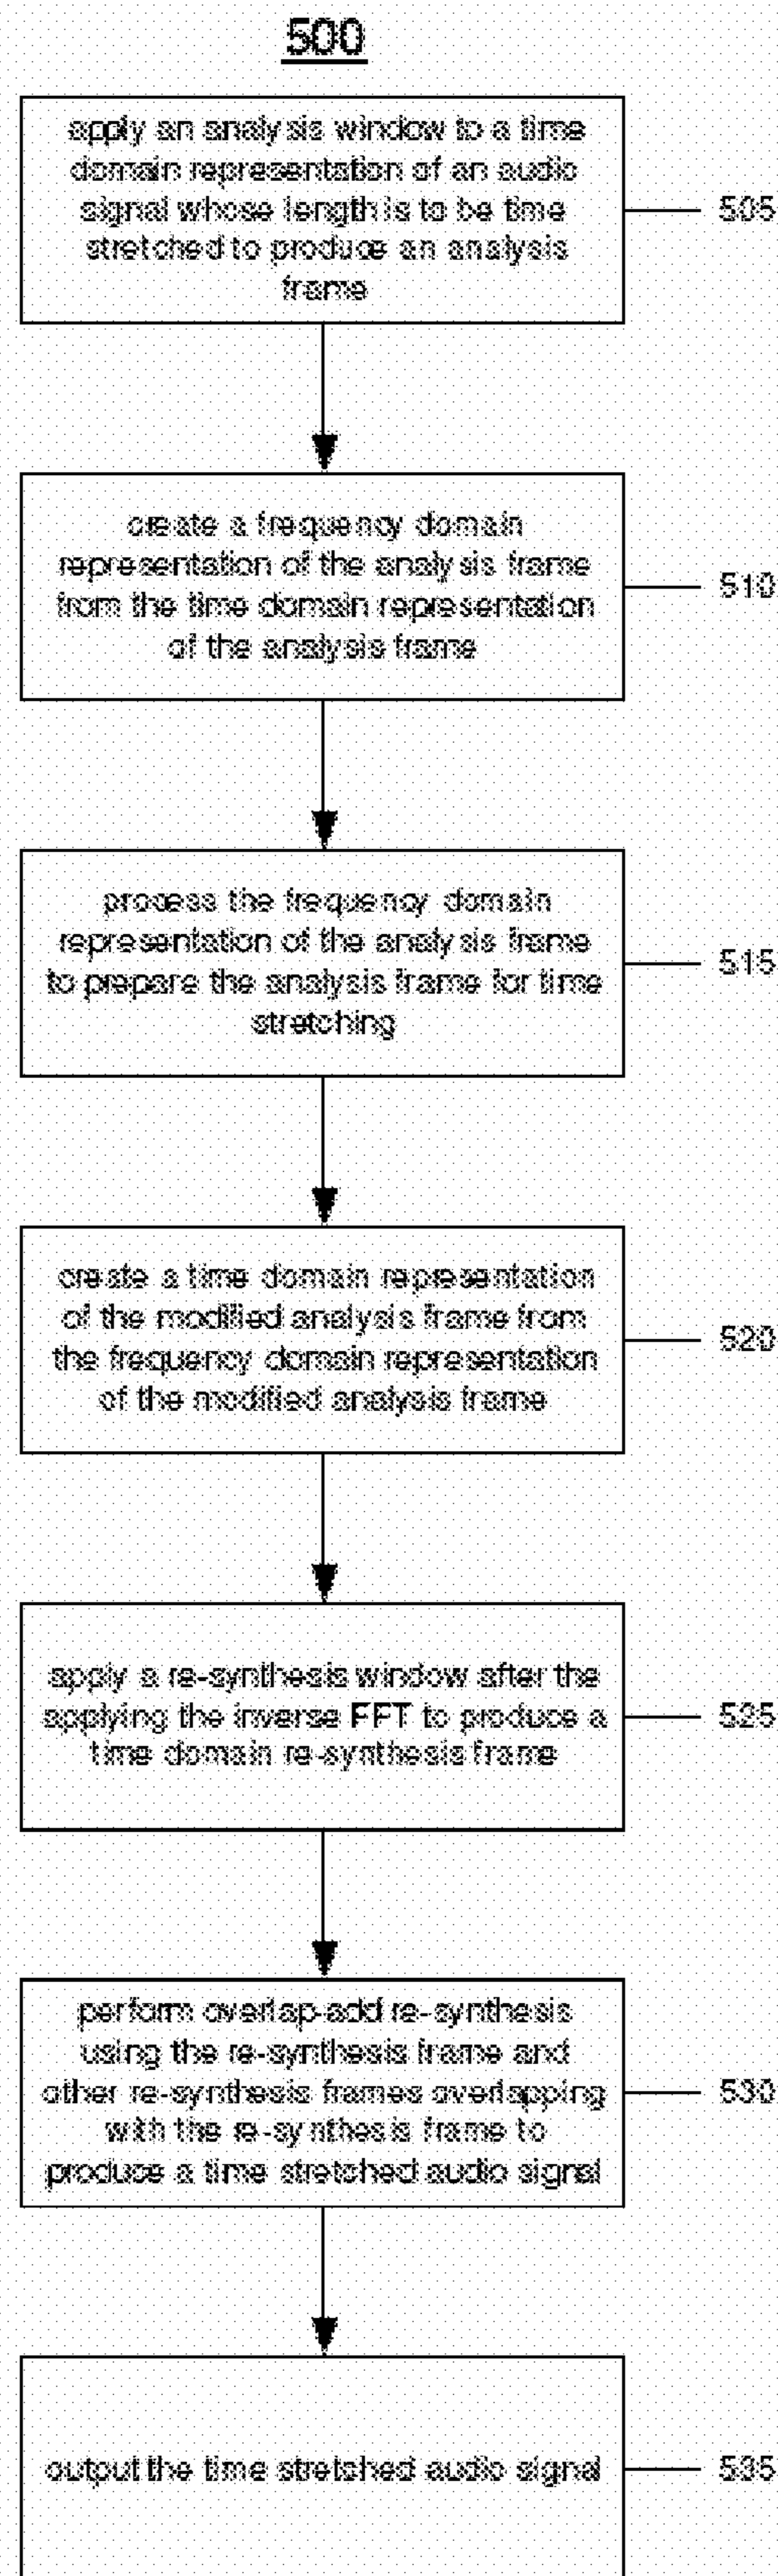 500
apply an analysis window to a time
domain representation of an audio
signal whose length is to be time
stretched to produce an analysis
frame
505
create a frequency domain
representation of the analysis frame
from the time domain representation
of the analysis frame
510
process the frequency domain
representation of the analysis frame
to prepare the analysis frame for time
stretching
515
create a time domain representation
of the modified analysis frame from
the frequency domain representation
of the modified analysis frame
520
apply a re-synthesis window after the
applying the inverse FFT to produce a
time domain re-synthesis frame
525
perform overlap-add re-synthesis
using the re-synthesis frame and
other re-synthesis frames overlapping
with the re-synthesis frame to
produce a time stretched audio signal
530
output the time stretched audio signal
535